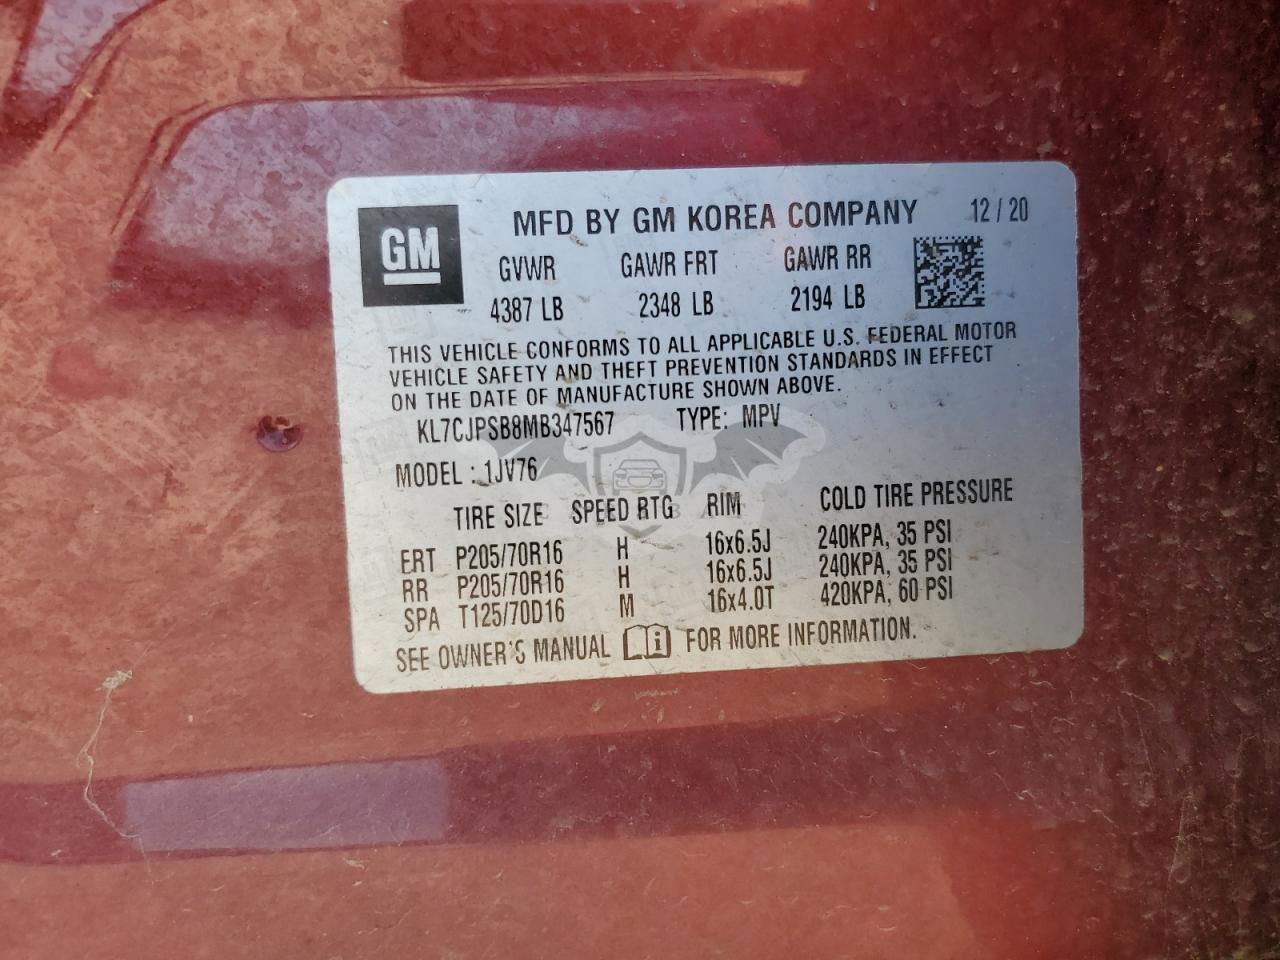 GM
MFD BY GM KOREA COMPANY 12/20
GVWR GAWR FRT GAWR RR
4387 LB 2348 LB 2194 LB
THIS VEHICLE CONFORMS TO ALL APPLICABLE U.S. FEDERAL MOTOR
VEHICLE SAFETY AND THEFT PREVENTION STANDARDS IN EFFECT
ON THE DATE OF MANUFACTURE SHOWN ABOVE.
KL7CJPSB8MB347567 TYPE: MPV
MODEL : 1JV76
TIRE SIZE SPEED RTG RIM COLD TIRE PRESSURE
FRT P205/70R16 H 16x6.5J 240KPA, 35 PSI
RR P205/70R16 H 16x6.5J 240KPA, 35 PSI
SPA T125/70D16 M 16x4.0T 420KPA, 60 PSI
SEE OWNER'S MANUAL FOR MORE INFORMATION.